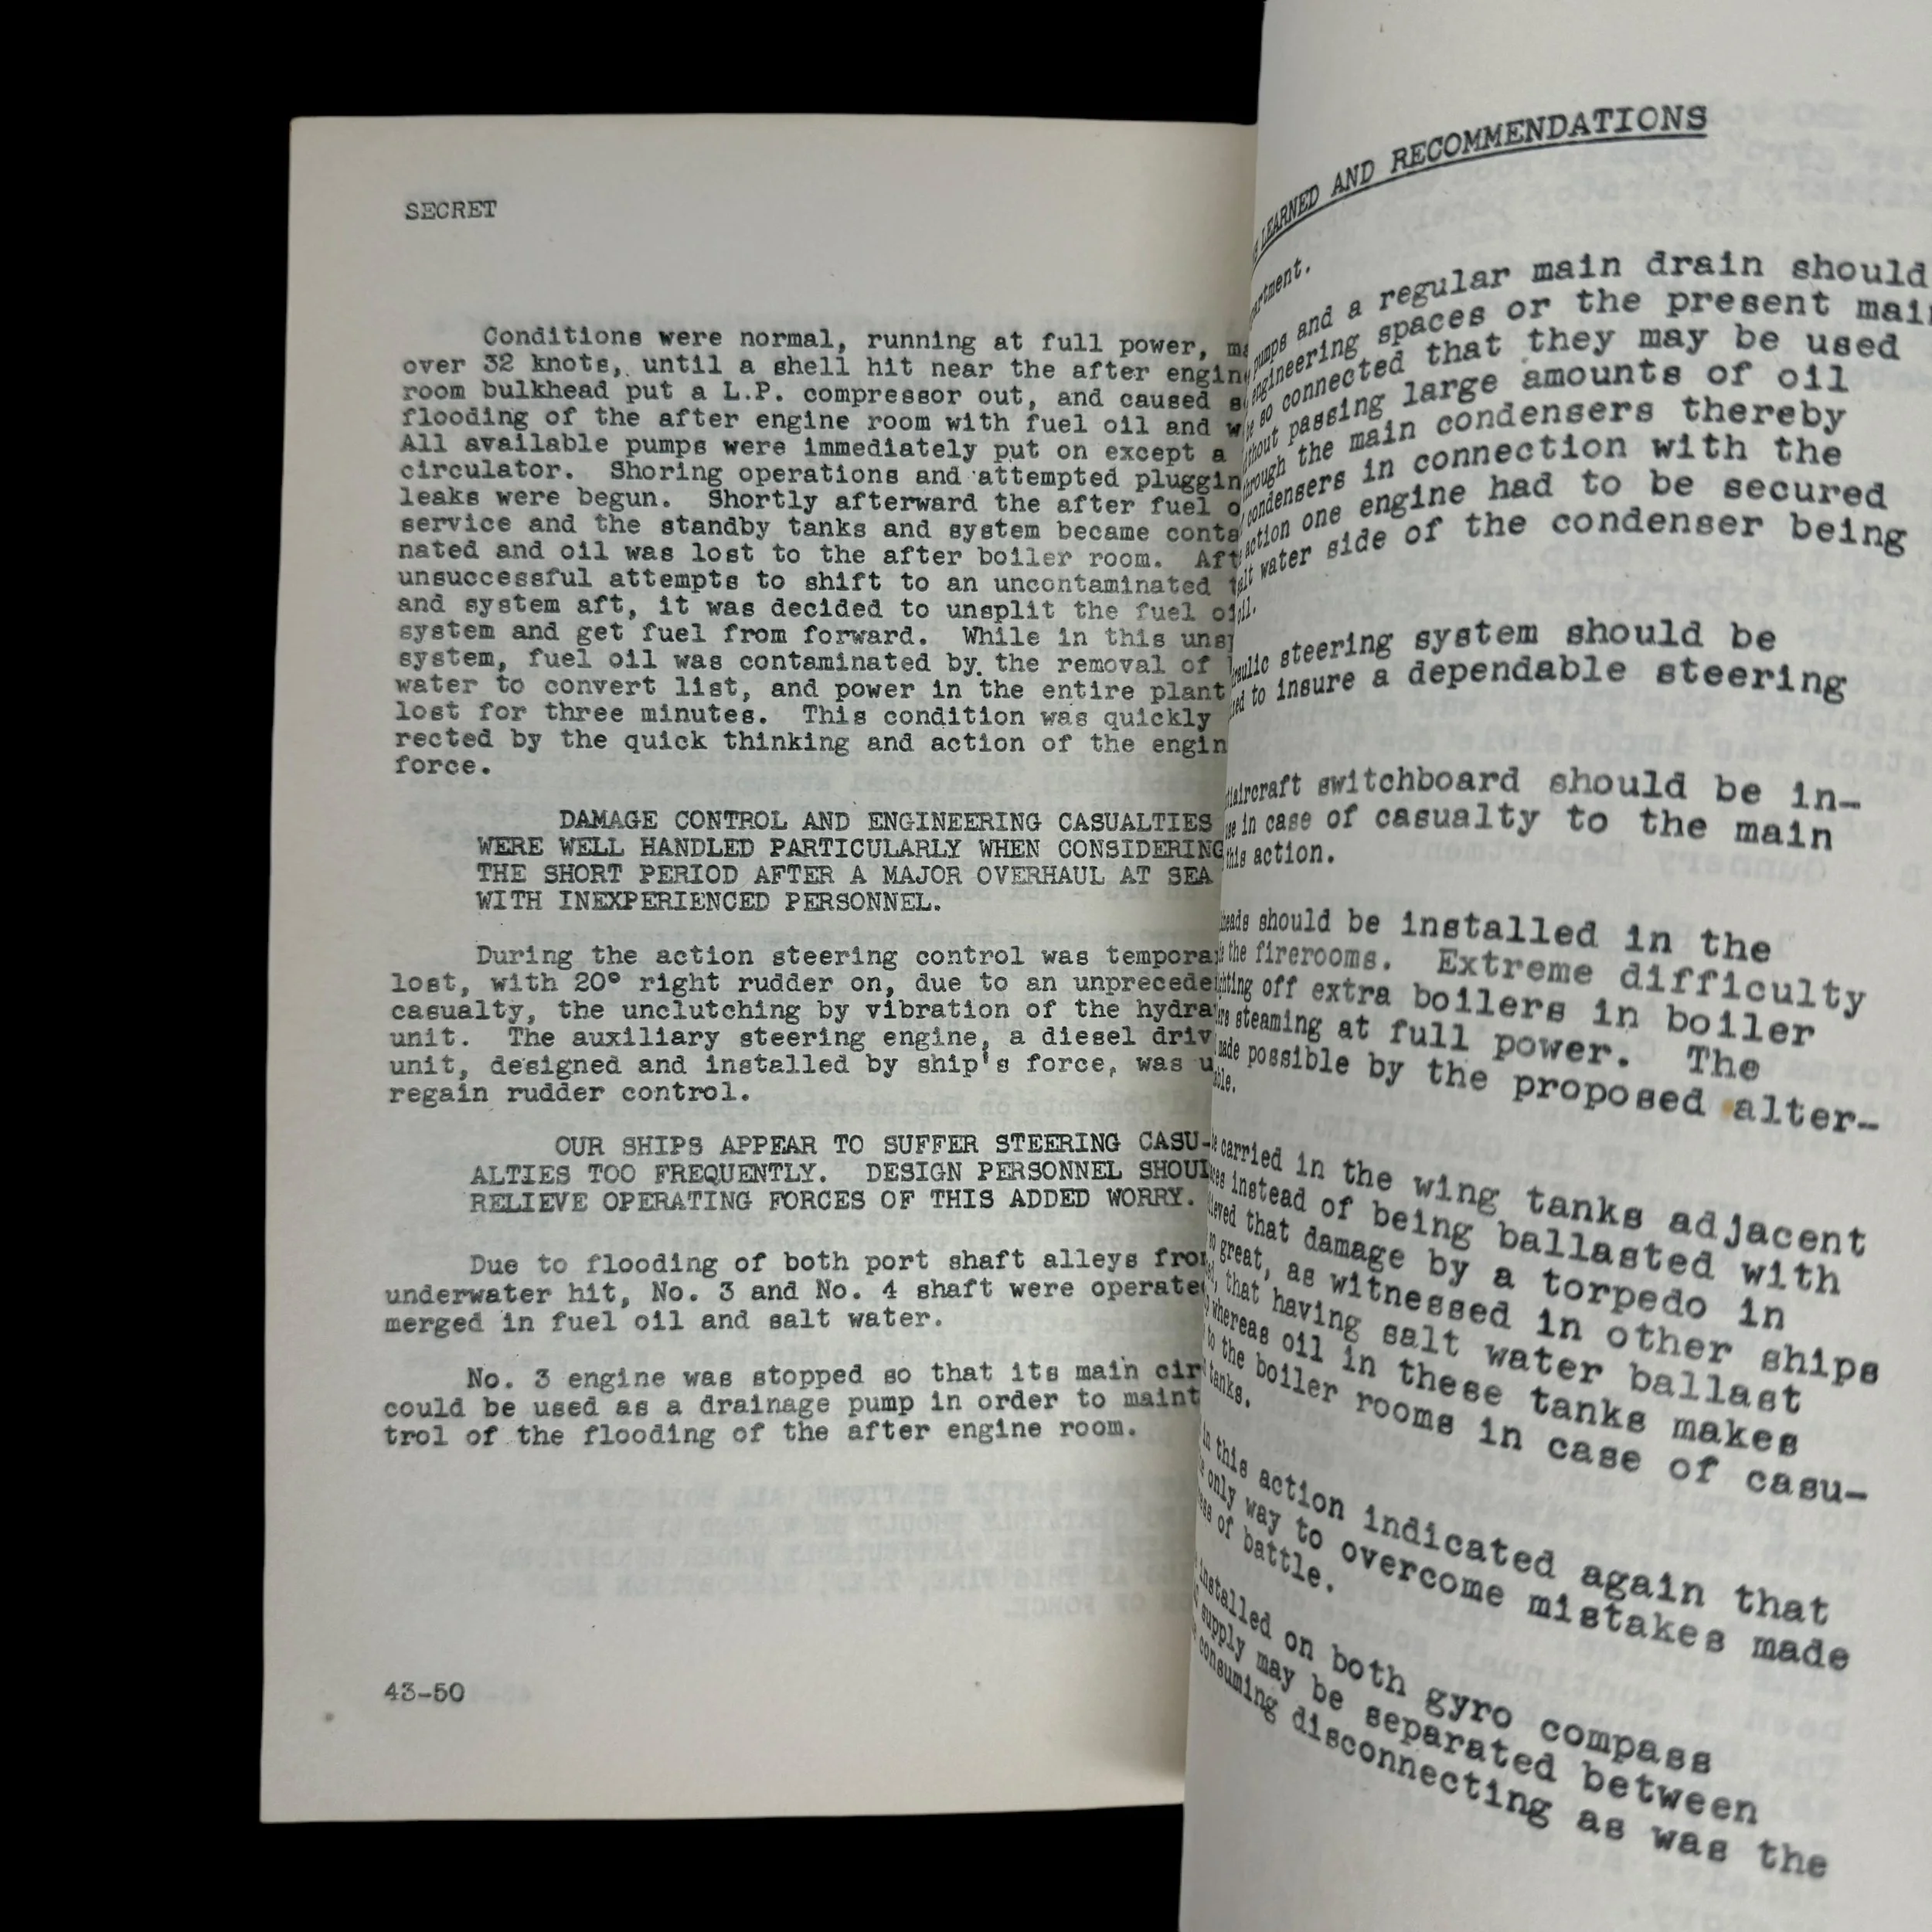 SECRET
Conditions were normal, running at full power,
over 32 knots, until a shell hit near the after
room bulkhead put a L.P. compressor out, and caused
flooding of the after engine room with fuel oil and
All available pumps were immediately put on except a
circulator. Shoring operations and attempted
leaks were begun. Shortly afterward the after fuel
service and the standby tanks and system became
nated and oil was lost to the after boiler room.
unsuccessful attempts to shift to an uncontaminated
and system aft, it was decided to unsplit the fuel
system and get fuel from forward. While in this
system, fuel oil was contaminated by the removal of
water to convert list, and power in the entire plant
lost for three minutes. This condition was quickly
rected by the quick thinking and action of the
force.
DAMAGE CONTROL AND ENGINEERING CASUALTIES
WERE WELL HANDLED PARTICULARLY WHEN CONSIDERING
THE SHORT PERIOD AFTER A MAJOR OVERHAUL AT SEA
WITH INEXPERIENCED PERSONNEL.
During the action steering control was
lost, with 20° right rudder on, due to an
casualty, the unclutching by vibration of the
unit. The auxiliary steering engine, a diesel
unit, designed and installed by ship's force, was
regain rudder control.
OUR SHIPS APPEAR TO SUFFER STEERING CASU-
ALTIES TOO FREQUENTLY. DESIGN PERSONNEL
RELIEVE OPERATING FORCES OF THIS ADDED WORRY.
Due to flooding of both port shaft alleys
underwater hit, No. 3 and No. 4 shaft were
merged in fuel oil and salt water.
No. 3 engine was stopped so that its main
could be used as a drainage pump in order to
trol of the flooding of the after engine room.
43-50
LEARNED AND RECOMMENDATIONS
pumps and a regular main drain should
engineering spaces or the present main
so connected that they may be used
passing large amounts of oil
through the main condensers thereby
condensers in connection with the
action one engine had to be secured
water side of the condenser being
steering system should be
to insure a dependable steering
switchboard should be in-
in case of casualty to the main
this action.
should be installed in the
the firerooms. Extreme difficulty
off extra boilers in boiler
steaming at full power. The
made possible by the proposed alter-
carried in the wing tanks adjacent
instead of being ballasted with
that damage by a torpedo in
great, as witnessed in other ships
that having salt water ballast
whereas oil in these tanks makes
to the boiler rooms in case of casu-
tanks.
in this action indicated again that
only way to overcome mistakes made
of battle.
installed on both gyro compass
supply may be separated between
consuming disconnecting as was the